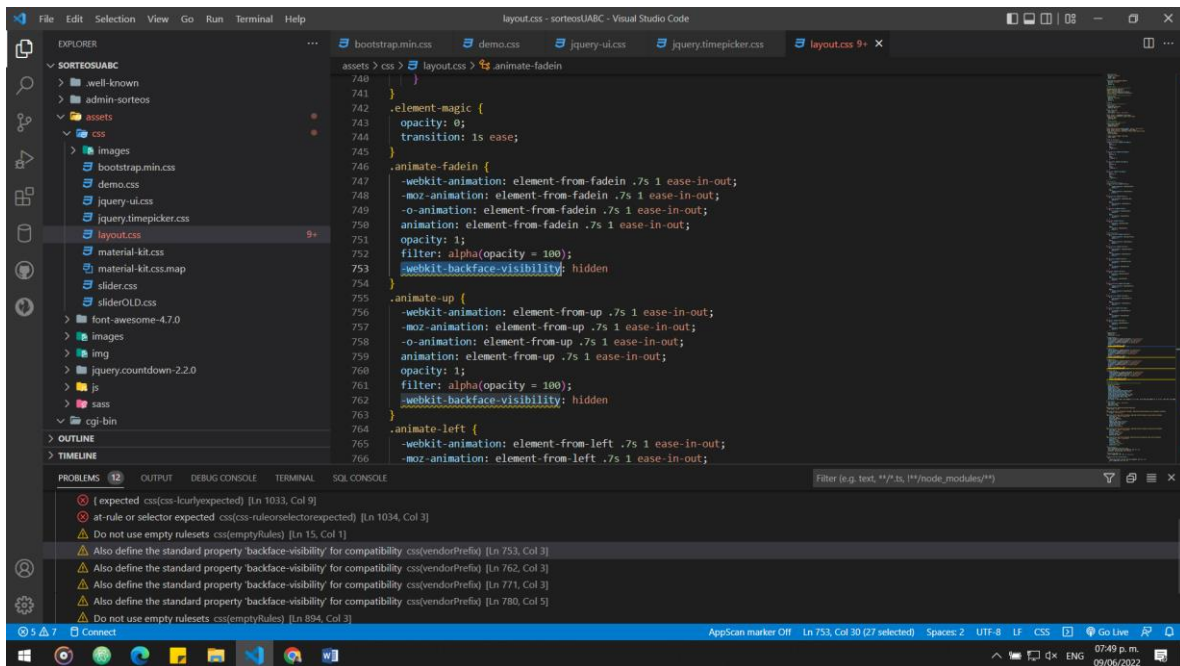 File Edit Selection View Go Run Terminal Help
layout.css - sorteosUABC - Visual Studio Code
EXPLORER
SORTEOSUABC
.well-known
admin-sorteos
assets
css
images
bootstrap.min.css
demo.css
jquery-ui.css
jquery.timepicker.css
layout.css 9+
material-kit.css
material-kit.css.map
slider.css
sliderOLD.css
font-awesome-4.7.0
images
img
jquery.countdown-2.2.0
js
sass
cgi-bin
OUTLINE
TIMELINE
bootstrap.min.css demo.css jquery-ui.css jquery.timepicker.css layout.css 9+
assets > css > layout.css > .animate-fadein
740 }
741 }
742 .element-magic {
743 opacity: 0;
744 transition: 1s ease;
745 }
746 .animate-fadein {
747 -webkit-animation: element-from-fadein .7s 1 ease-in-out;
748 -moz-animation: element-from-fadein .7s 1 ease-in-out;
749 -o-animation: element-from-fadein .7s 1 ease-in-out;
750 animation: element-from-fadein .7s 1 ease-in-out;
751 opacity: 1;
752 filter: alpha(opacity = 100);
753 -webkit-backface-visibility: hidden
754 }
755 .animate-up {
756 -webkit-animation: element-from-up .7s 1 ease-in-out;
757 -moz-animation: element-from-up .7s 1 ease-in-out;
758 -o-animation: element-from-up .7s 1 ease-in-out;
759 animation: element-from-up .7s 1 ease-in-out;
760 opacity: 1;
761 filter: alpha(opacity = 100);
762 -webkit-backface-visibility: hidden
763 }
764 .animate-left {
765 -webkit-animation: element-from-left .7s 1 ease-in-out;
766 -moz-animation: element-from-left .7s 1 ease-in-out;
PROBLEMS 12 OUTPUT DEBUG CONSOLE TERMINAL SQL CONSOLE
Filter (e.g. text, **/*.ts, !**/node_modules/**)
{ expected css(css-lcurlyexpected) [Ln 1033, Col 9]
at-rule or selector expected css(css-ruleorselectorexpected) [Ln 1034, Col 3]
Do not use empty rulesets css(emptyRules) [Ln 15, Col 1]
Also define the standard property 'backface-visibility' for compatibility css(vendorPrefix) [Ln 753, Col 3]
Also define the standard property 'backface-visibility' for compatibility css(vendorPrefix) [Ln 762, Col 3]
Also define the standard property 'backface-visibility' for compatibility css(vendorPrefix) [Ln 771, Col 3]
Also define the standard property 'backface-visibility' for compatibility css(vendorPrefix) [Ln 780, Col 5]
Do not use empty rulesets css(emptyRules) [Ln 894, Col 3]
5 7 Connect
AppScan marker Off Ln 753, Col 30 (27 selected) Spaces: 2 UTF-8 LF CSS Go Live
ENG
07:49 p. m.
09/06/2022